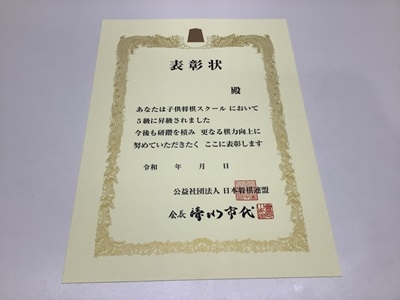 表彰状
殿
あなたは子供将棋スクールにおいて
5級に昇級されました
今後も研鑽を積み 更なる棋力向上に
努めていただきたく ここに表彰します
令和 年 月 日
公益社団法人 日本将棋連盟
会長 清水市代